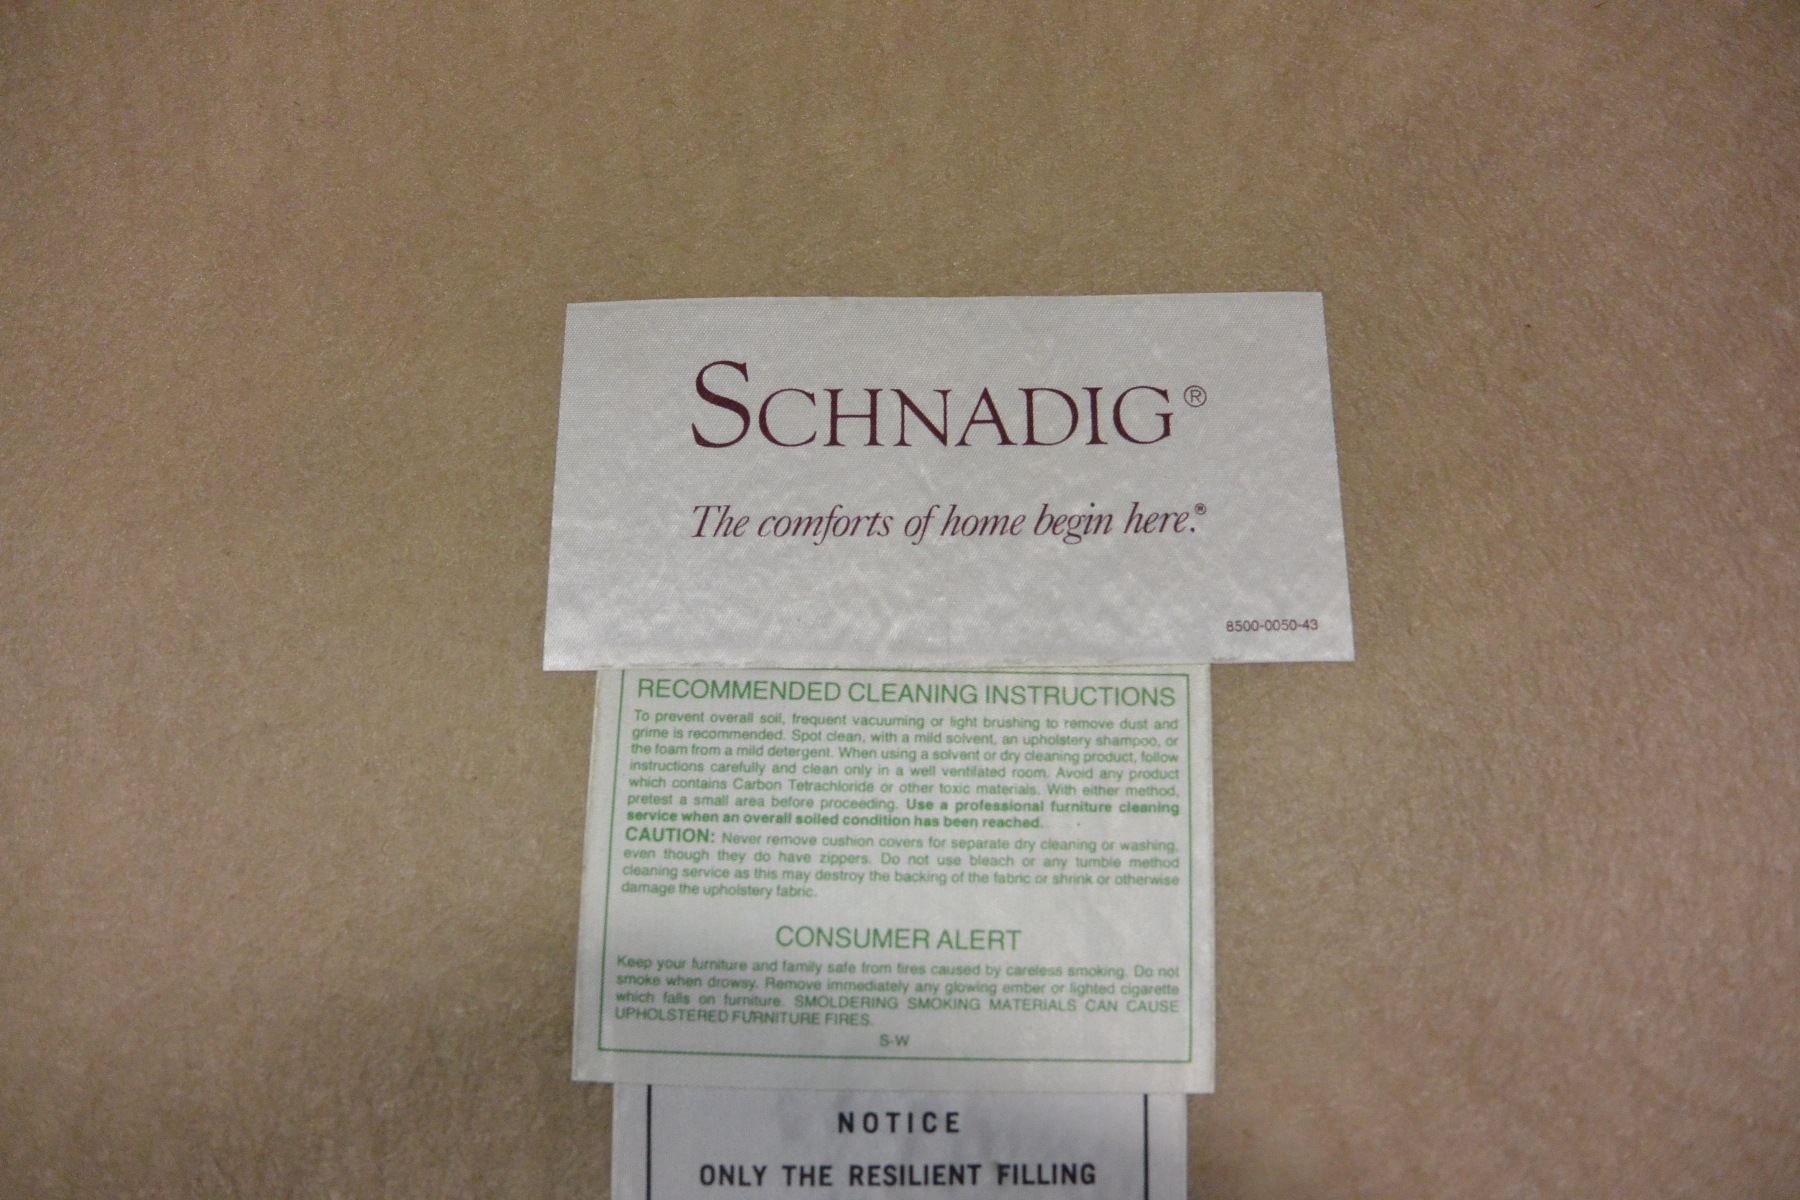 SCHNADIG®
The comforts of home begin here.®
8500-0050-43
RECOMMENDED CLEANING INSTRUCTIONS
To prevent overall soil, frequent vacuuming or light brushing to remove dust and
grime is recommended. Spot clean, with a mild solvent, an upholstery shampoo, or
the foam from a mild detergent. When using a solvent or dry cleaning product, follow
instructions carefully and clean only in a well ventilated room. Avoid any product
which contains Carbon Tetrachloride or other toxic materials. With either method,
pretest a small area before proceeding. Use a professional furniture cleaning
service when an overall soiled condition has been reached.
CAUTION: Never remove cushion covers for separate dry cleaning or washing,
even though they do have zippers. Do not use bleach or any tumble method
cleaning service as this may destroy the backing of the fabric or shrink or otherwise
damage the upholstery fabric.
CONSUMER ALERT
Keep your furniture and family safe from fires caused by careless smoking. Do not
smoke when drowsy. Remove immediately any glowing ember or lighted cigarette
which falls on furniture. SMOLDERING SMOKING MATERIALS CAN CAUSE
UPHOLSTERED FURNITURE FIRES.
S-W
NOTICE
ONLY THE RESILIENT FILLING